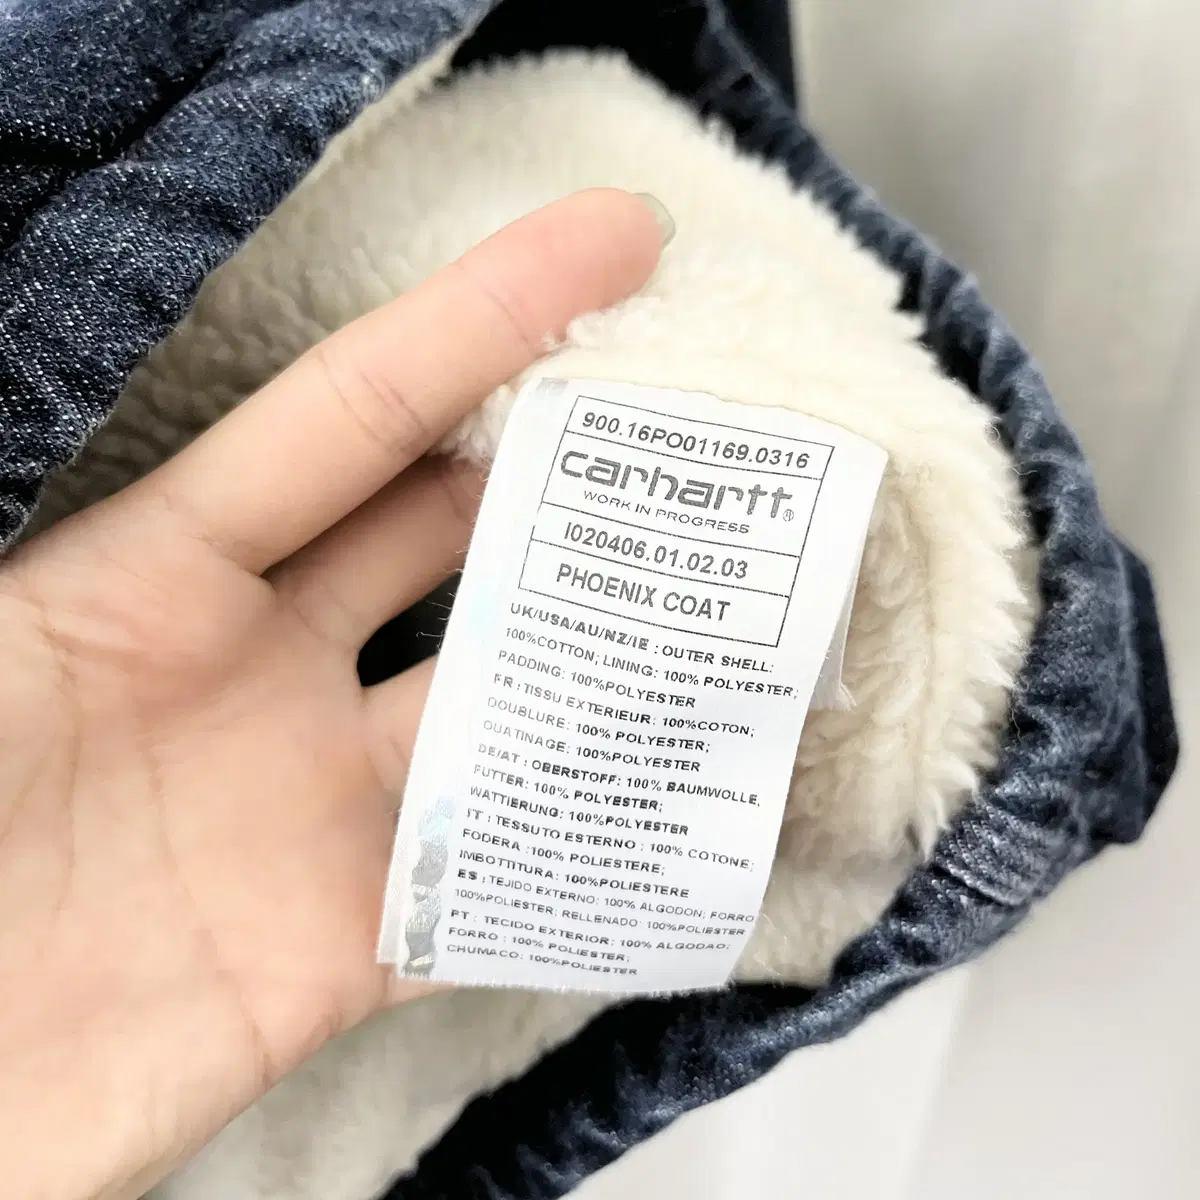 900.16PO01169.0316
carhartt®
WORK IN PROGRESS
I020406.01.02.03
PHOENIX COAT
UK/USA/AU/NZ/IE : OUTER SHELL:
100%COTTON; LINING: 100% POLYESTER;
PADDING: 100%POLYESTER
FR : TISSU EXTERIEUR: 100%COTON;
DOUBLURE: 100% POLYESTER;
OUATINAGE: 100%POLYESTER
DE/AT : OBERSTOFF: 100% BAUMWOLLE,
FUTTER: 100% POLYESTER;
WATTIERUNG: 100%POLYESTER
IT : TESSUTO ESTERNO : 100% COTONE;
FODERA :100% POLIESTERE;
IMBOTTITURA: 100%POLIESTERE
ES : TEJIDO EXTERNO: 100% ALGODON; FORRO
100%POLIESTER; RELLENADO: 100%POLIESTER
PT : TECIDO EXTERIOR: 100% ALGODAO;
FORRO : 100% POLIESTER;
CHUMACO: 100%POLIESTER